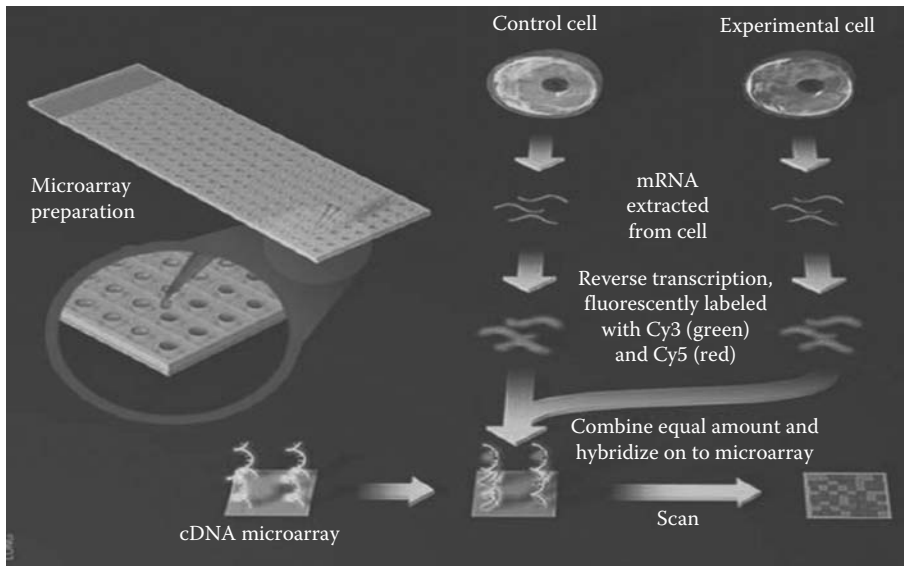 Control cell
Experimental cell
Microarray
preparation
mRNA
extracted
from cell
Reverse transcription,
fluorescently labeled
with Cy3 (green)
and Cy5 (red)
Combine equal amount and
hybridize on to microarray
cDNA microarray
Scan